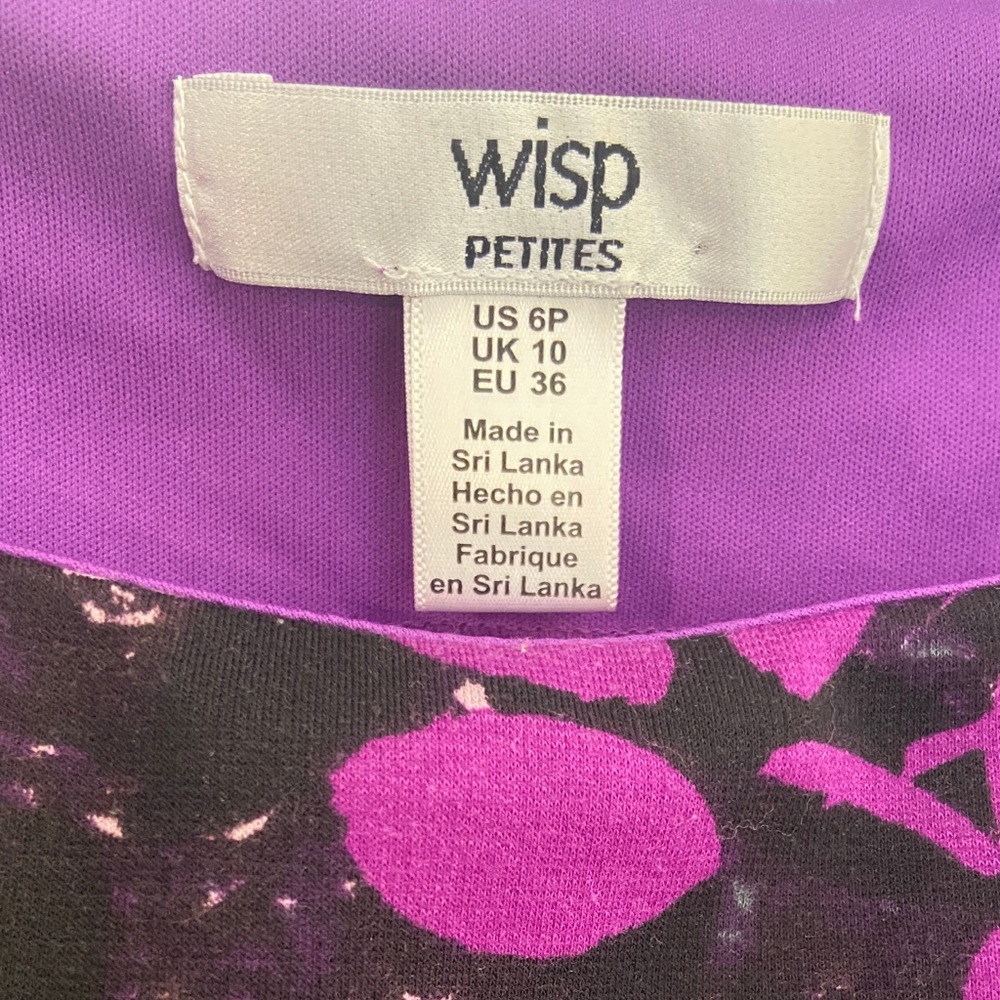 wisp
PETITES
US 6P
UK 10
EU 36
Made in
Sri Lanka
Hecho en
Sri Lanka
Fabrique
en Sri Lanka